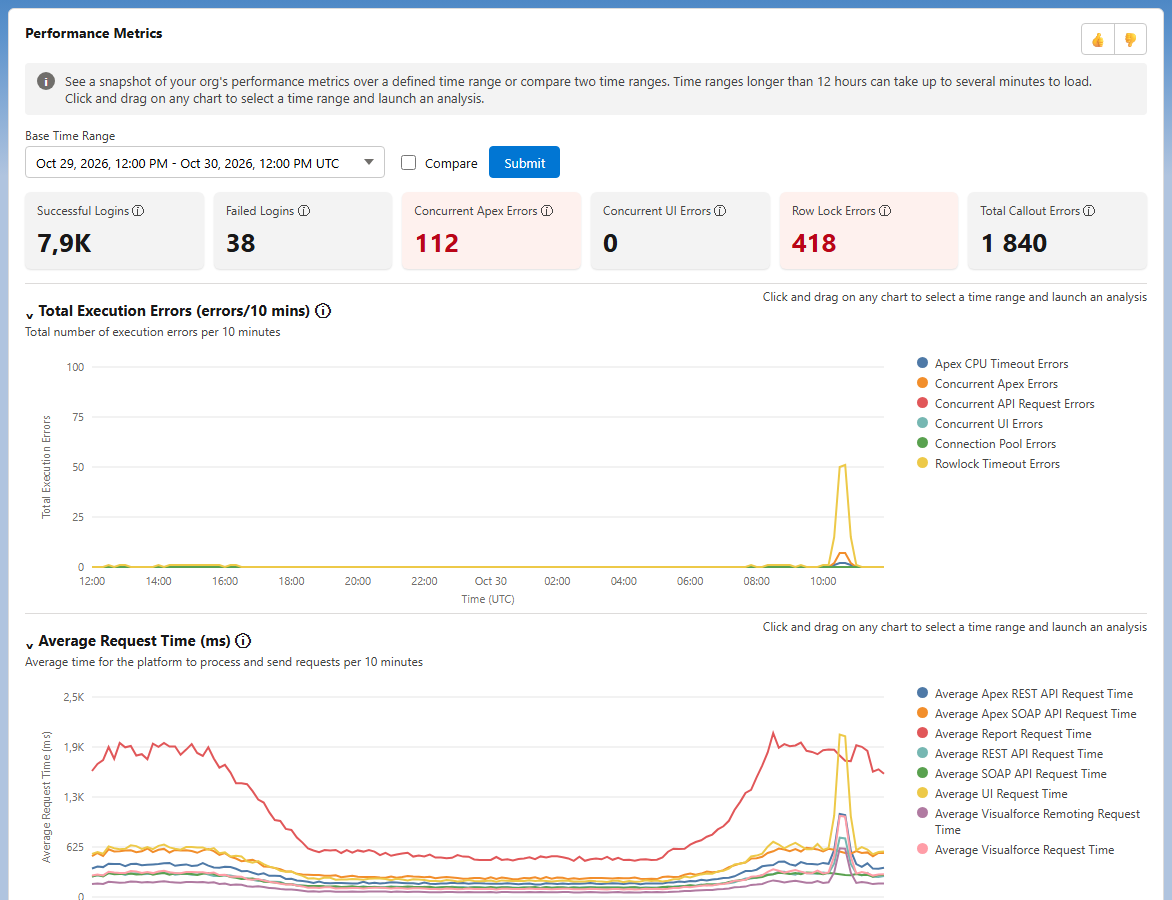 Performance Metrics
See a snapshot of your org's performance metrics over a defined time range or compare two time ranges. Time ranges longer than 12 hours can take up to several minutes to load.
Click and drag on any chart to select a time range and launch an analysis.
Base Time Range
Oct 29, 2026, 12:00 PM - Oct 30, 2026, 12:00 PM UTC
Compare
Submit
Successful Logins
7,9K
Failed Logins
38
Concurrent Apex Errors
112
Concurrent UI Errors
0
Row Lock Errors
418
Total Callout Errors
1 840
Click and drag on any chart to select a time range and launch an analysis
Total Execution Errors (errors/10 mins)
Total number of execution errors per 10 minutes
Total Execution Errors
100
75
50
25
0
12:00 14:00 16:00 18:00 20:00 22:00 Oct 30 02:00 04:00 06:00 08:00 10:00
Time (UTC)
Apex CPU Timeout Errors
Concurrent Apex Errors
Concurrent API Request Errors
Concurrent UI Errors
Connection Pool Errors
Rowlock Timeout Errors
Click and drag on any chart to select a time range and launch an analysis
Average Request Time (ms)
Average time for the platform to process and send requests per 10 minutes
Average Request Time (ms)
2,5K
1,9K
1,3K
625
0
Average Apex REST API Request Time
Average Apex SOAP API Request Time
Average Report Request Time
Average REST API Request Time
Average SOAP API Request Time
Average UI Request Time
Average Visualforce Remoting Request
Time
Average Visualforce Request Time